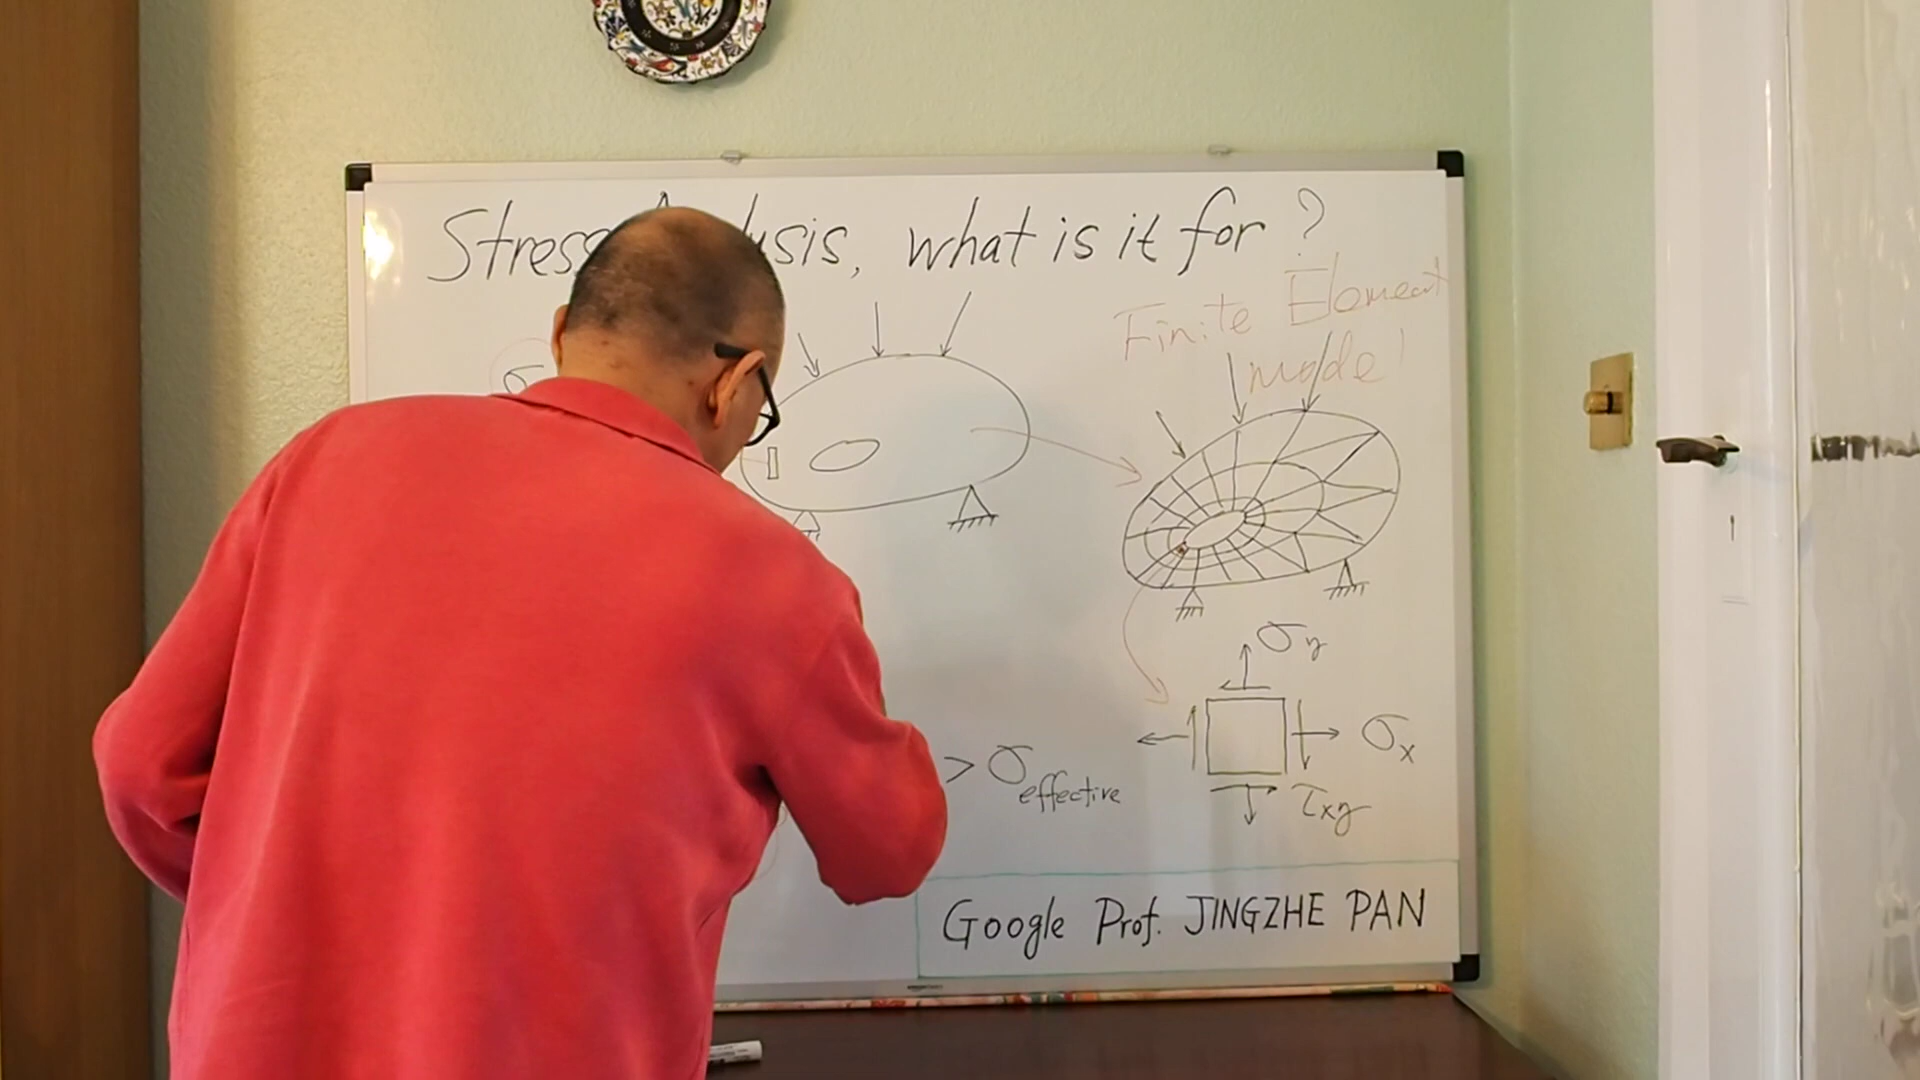 Stress Analysis, what is it for ?
Finite Element
model
σ
σy
σx
τxy
> σeffective
Google Prof. JINGZHE PAN